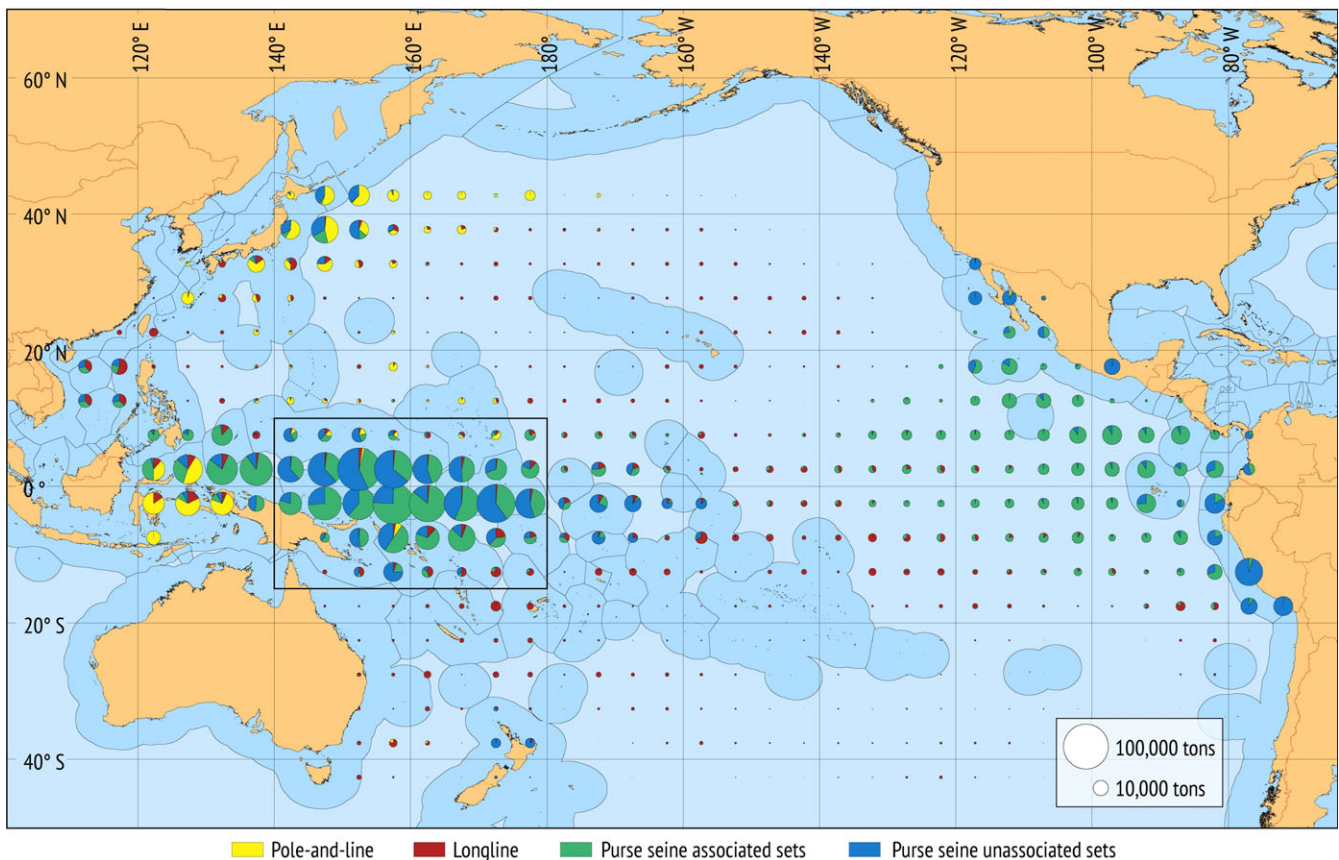 120° E
140° E
160° E
180°
160° W
140° W
120° W
100° W
80° W
60° N
40° N
20° N
0°
20° S
40° S
100,000 tons
10,000 tons
Pole-and-line
Longline
Purse seine associated sets
Purse seine unassociated sets